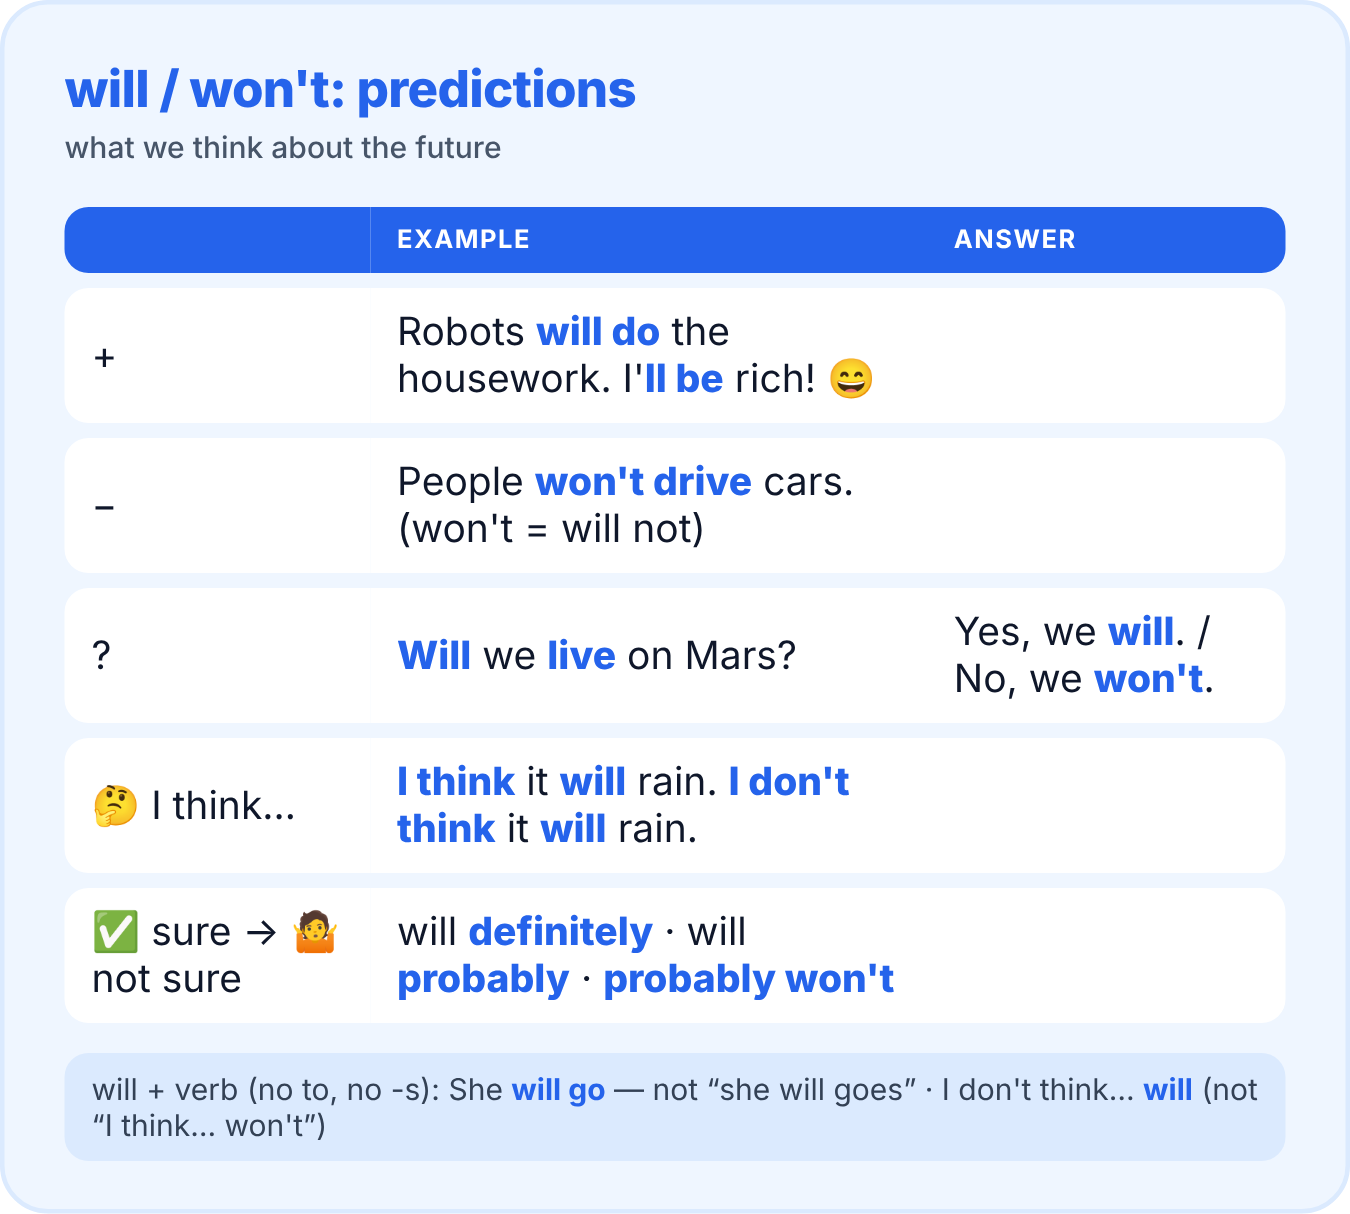 will / won't: predictions
what we think about the future
EXAMPLE ANSWER
+
Robots will do the
housework. I'll be rich! 😄
–
People won't drive cars.
(won't = will not)
?
Will we live on Mars?
Yes, we will. /
No, we won't.
🤔 I think...
I think it will rain. I don't
think it will rain.
✅ sure → 🤷
not sure
will definitely · will
probably · probably won't
will + verb (no to, no -s): She will go — not “she will goes” · I don't think... will (not
“I think... won't”)